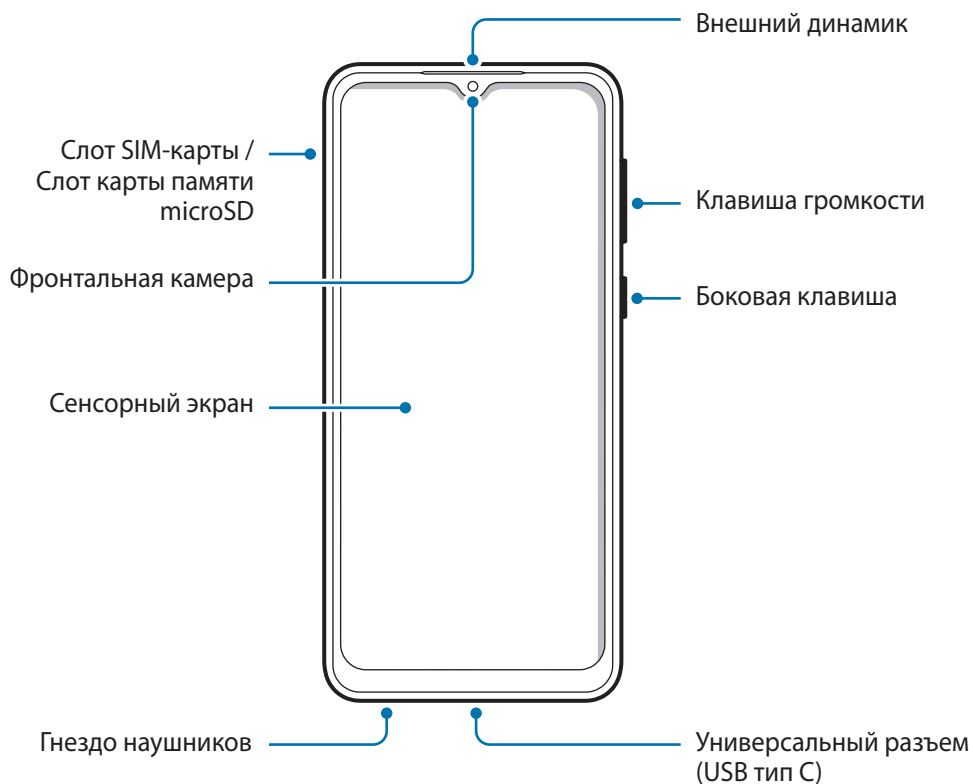 Внешний динамик
Слот SIM-карты /
Слот карты памяти
microSD
Клавиша громкости
Фронтальная камера
Боковая клавиша
Сенсорный экран
Гнездо наушников
Универсальный разъем
(USB тип C)